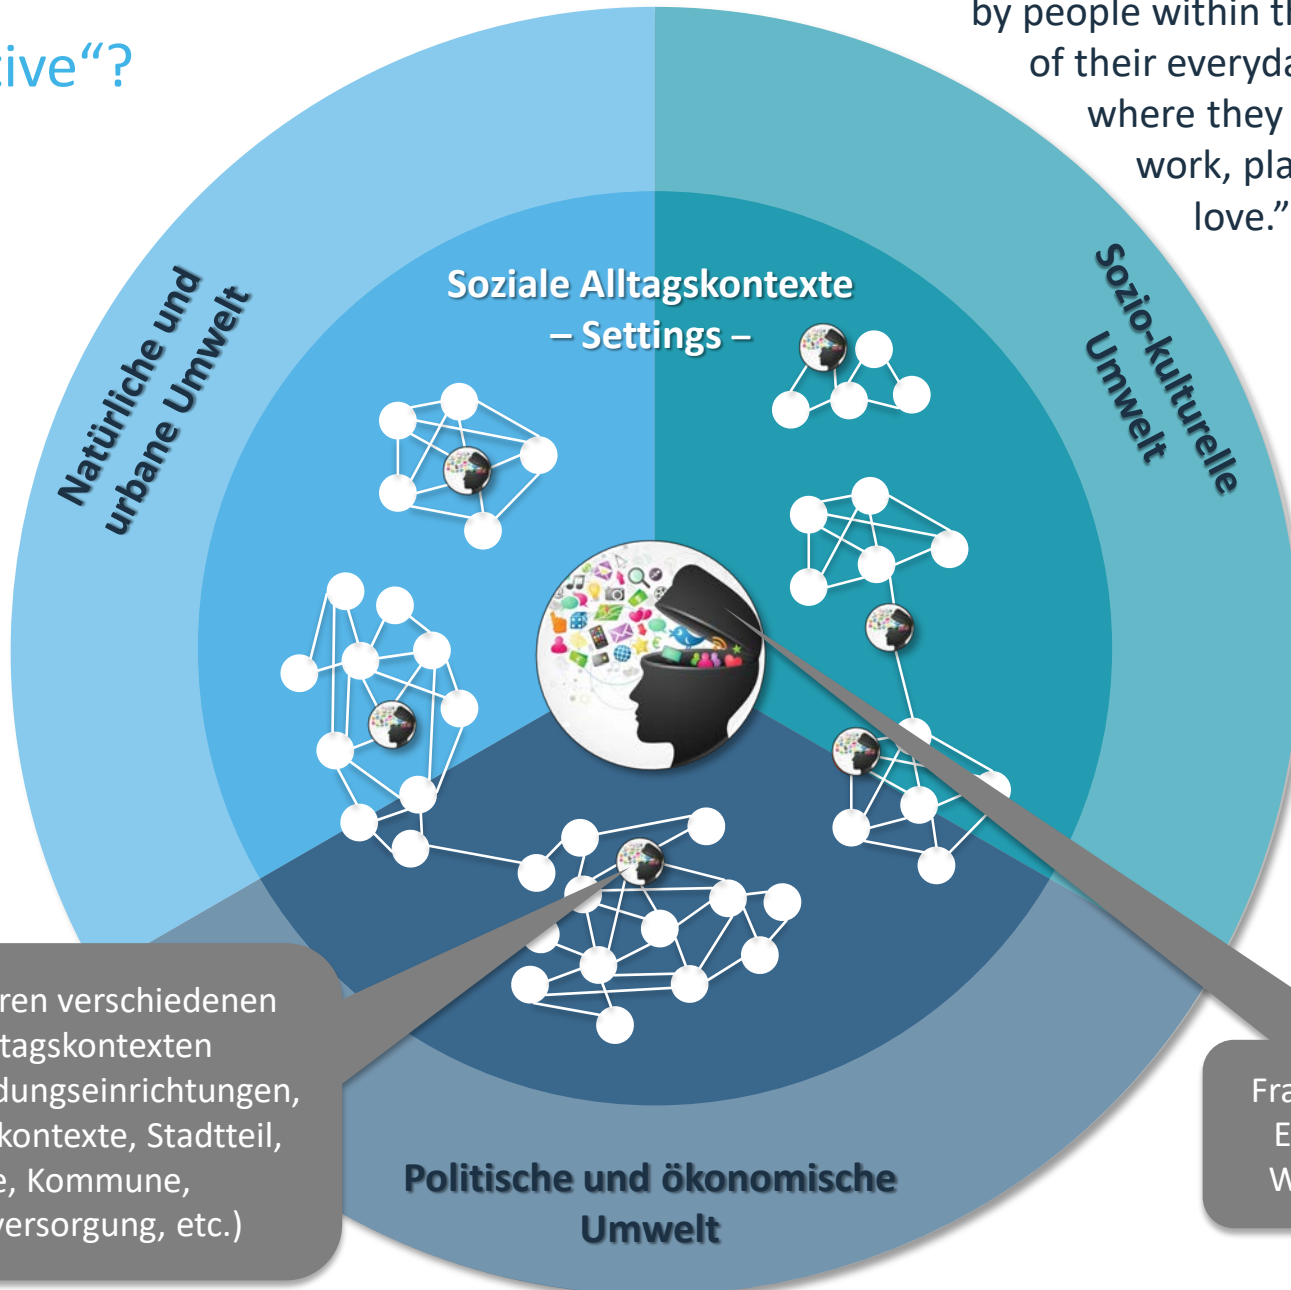 tive“?
by people within th
of their everyda
where they
work, pla
love.”
Soziale Alltagskontexte
– Settings –
Natürliche und
urbane Umwelt
Sozio-kulturelle
Umwelt
ren verschiedenen
tagskontexten
dungseinrichtungen,
kontexte, Stadtteil,
e, Kommune,
versorgung, etc.)
Fra
E
W
Politische und ökonomische
Umwelt